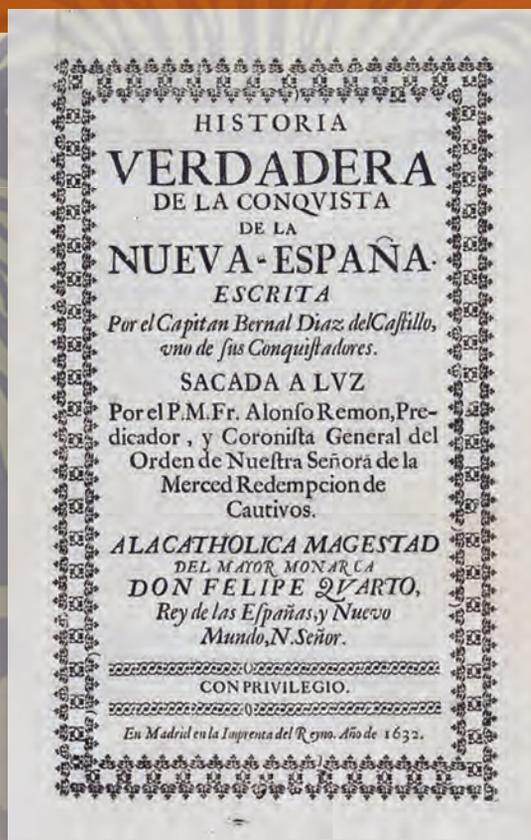 HISTORIA
VERDADERA
DE LA CONQVISTA
DE LA
NUEVA-ESPAÑA.
ESCRITA
Por el Capitan Bernal Diaz delCaſtillo,
vno de ſus Conquiſtadores.
SACADA A LVZ
Por el P.M.Fr. Alonſo Remon, Pre-
dicador, y Coroniſta General del
Orden de Nueſtra Señora de la
Merced Redempcion de
Cautivos.
A LA CATHOLICA MAGESTAD
DEL MAYOR MONARCA
DON FELIPE QVARTO,
Rey de las Eſpañas, y Nuevo
Mundo, N. Señor.
CON PRIVILEGIO.
En Madrid en la Imprenta del Reyno. Año de 1632.